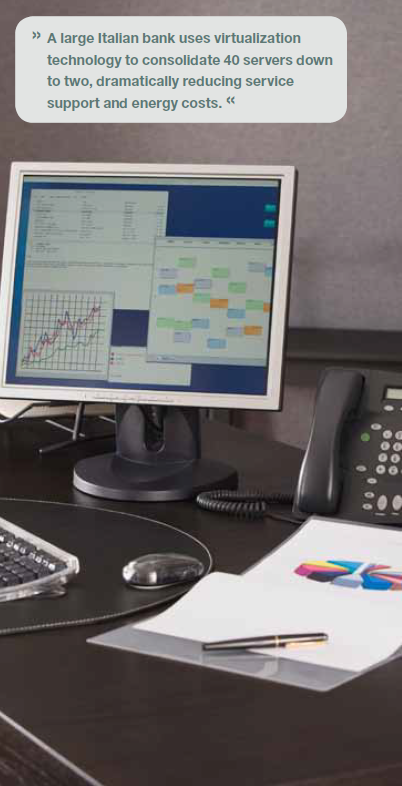 » A large Italian bank uses virtualization
technology to consolidate 40 servers down
to two, dramatically reducing service
support and energy costs. «